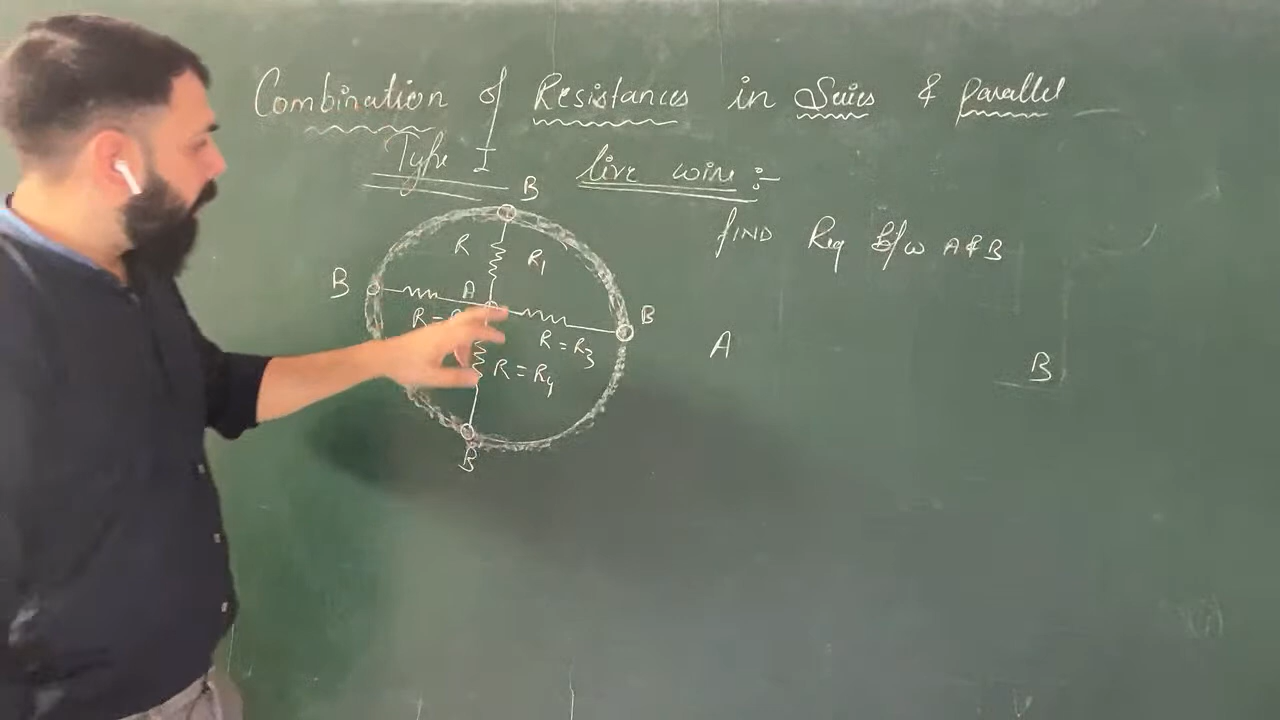 Combination of Resistances in Series & parallel
Type I live wire :-
B
FIND Req B/w A & B
R R1
B A
R = R = R3 B
A B
R = R4
B